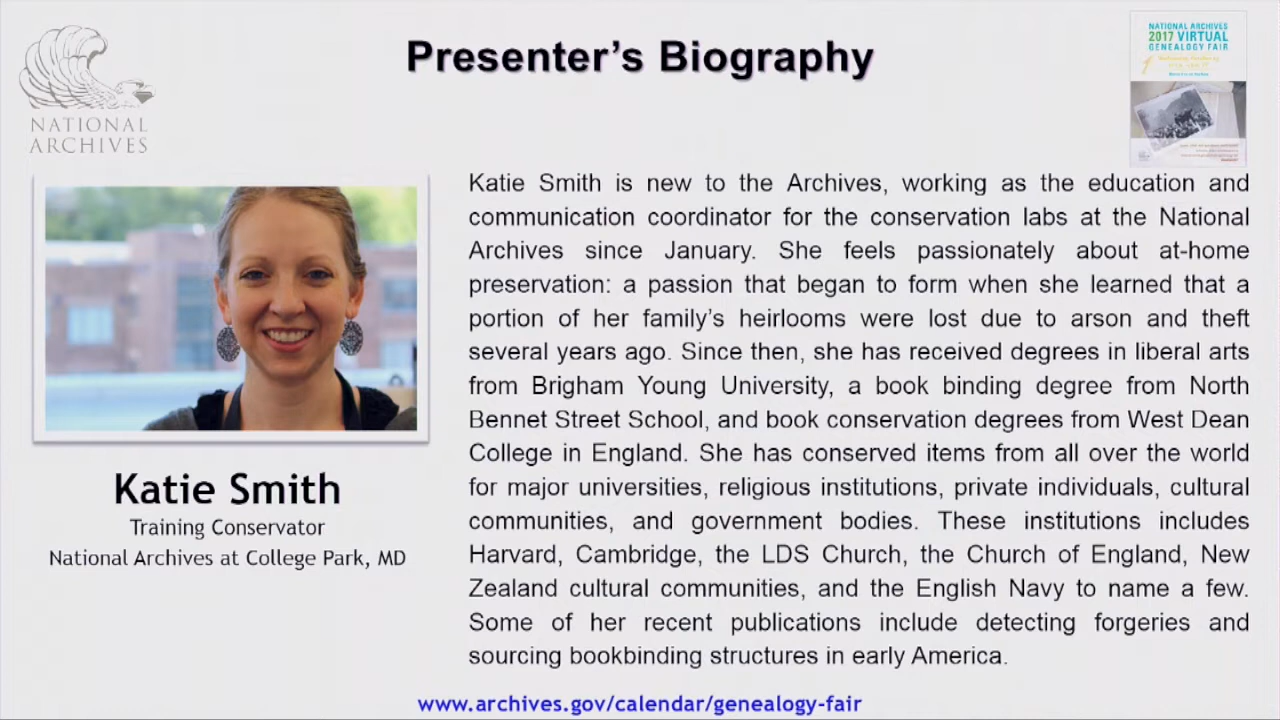 Presenter's Biography
NATIONAL
ARCHIVES
NATIONAL ARCHIVES
2017 VIRTUAL
GENEALOGY FAIR
Katie Smith is new to the Archives, working as the education and
communication coordinator for the conservation labs at the National
Archives since January. She feels passionately about at-home
preservation: a passion that began to form when she learned that a
portion of her family's heirlooms were lost due to arson and theft
several years ago. Since then, she has received degrees in liberal arts
from Brigham Young University, a book binding degree from North
Bennet Street School, and book conservation degrees from West Dean
College in England. She has conserved items from all over the world
for major universities, religious institutions, private individuals, cultural
communities, and government bodies. These institutions includes
Harvard, Cambridge, the LDS Church, the Church of England, New
Zealand cultural communities, and the English Navy to name a few.
Some of her recent publications include detecting forgeries and
sourcing bookbinding structures in early America.
Katie Smith
Training Conservator
National Archives at College Park, MD
www.archives.gov/calendar/genealogy-fair